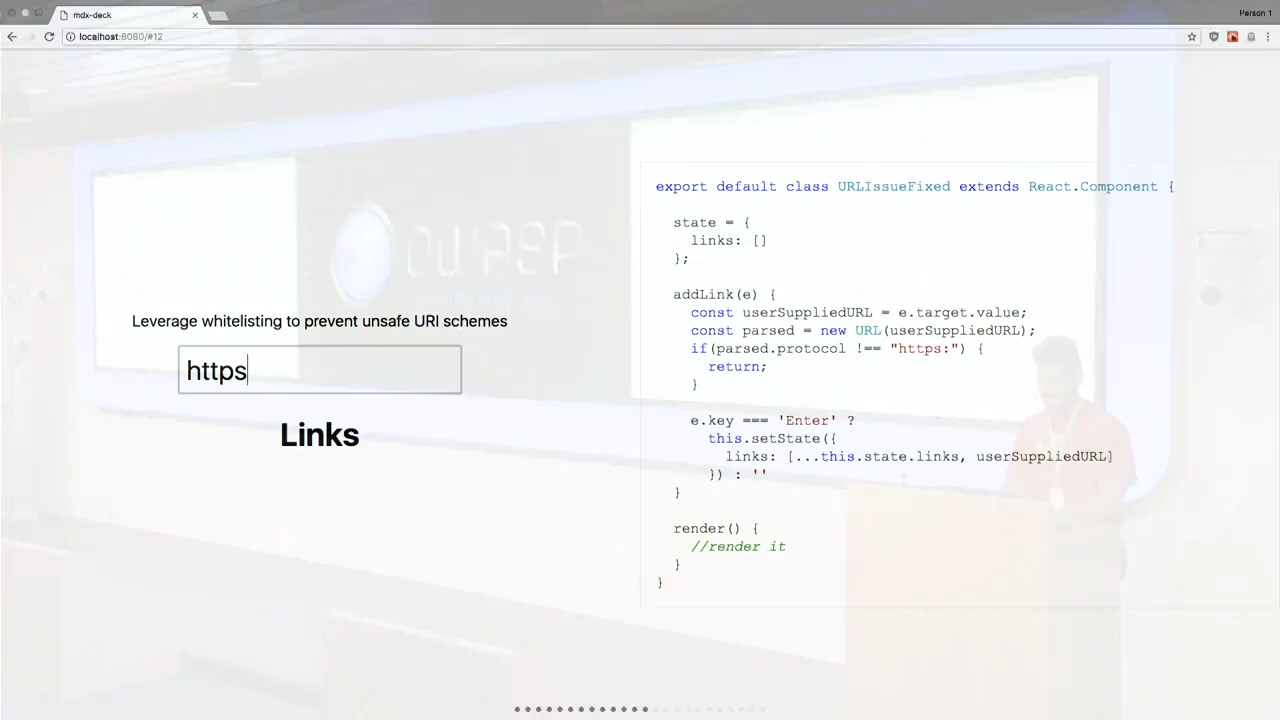 mdx-deck
Person 1
localhost:8080/#12
Leverage whitelisting to prevent unsafe URI schemes
https
Links
export default class URLIssueFixed extends React.Component {
state = {
links: []
};
addLink(e) {
const userSuppliedURL = e.target.value;
const parsed = new URL(userSuppliedURL);
if(parsed.protocol !== "https:") {
return;
}
e.key === 'Enter' ?
this.setState({
links: [...this.state.links, userSuppliedURL]
}) : ''
}
render() {
//render it
}
}
OWASP